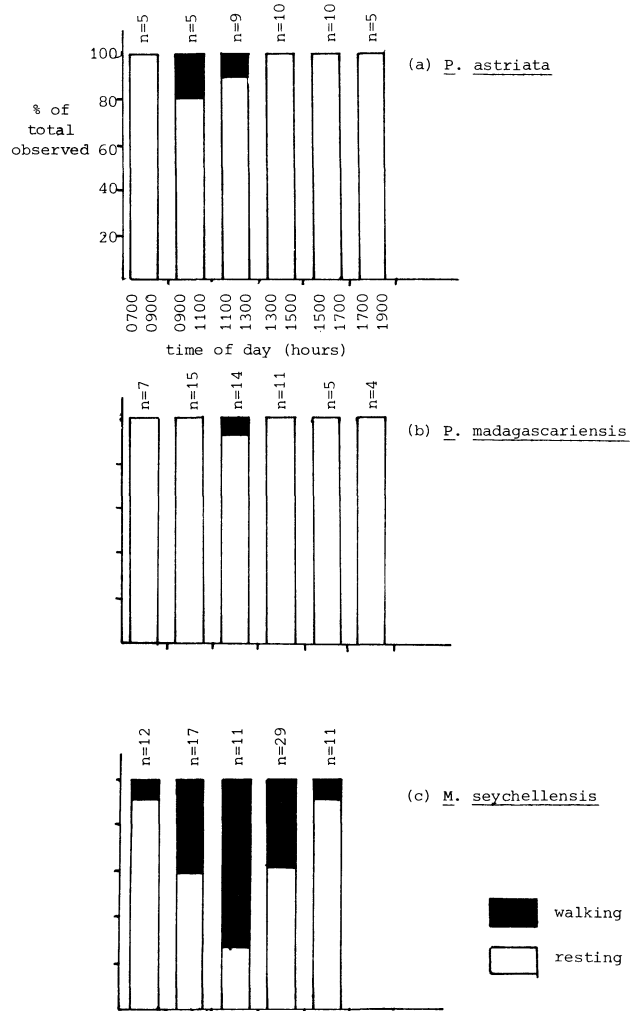 n=5 n=5 n=9 n=10 n=10 n=5
(a) P. astriata
% of
total
observed
100
80
60
40
20
0700 0900 0900 1100 1100 1300 1300 1500 1500 1700 1700 1900
time of day (hours)
n=7 n=15 n=14 n=11 n=5 n=4
(b) P. madagascariensis
n=12 n=17 n=11 n=29 n=11
(c) M. seychellensis
walking
resting